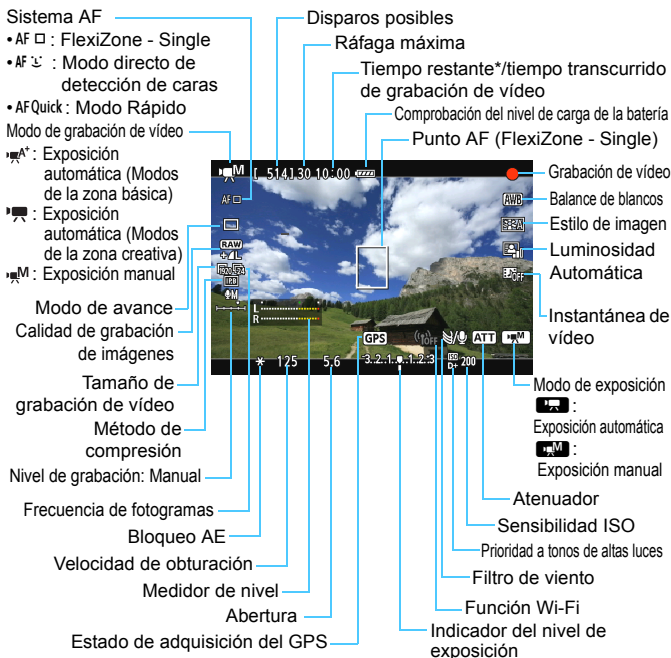 Sistema AF
• AF □ : FlexiZone - Single
• AF : Modo directo de
detección de caras
• AF Quick : Modo Rápido
Modo de grabación de vídeo
A+ : Exposición
automática (Modos
de la zona básica)
: Exposición
automática (Modos
de la zona creativa)
M : Exposición manual
Modo de avance
Calidad de grabación
de imágenes
Tamaño de
grabación de vídeo
Método de
compresión
Nivel de grabación: Manual
Frecuencia de fotogramas
Bloqueo AE
Velocidad de obturación
Medidor de nivel
Abertura
Estado de adquisición del GPS
Disparos posibles
Ráfaga máxima
Tiempo restante*/tiempo transcurrido
de grabación de vídeo
Comprobación del nivel de carga de la batería
Punto AF (FlexiZone - Single)
M [ 514] 30 10:00
AF □
RAW
+ L
1920 24
IPB
M
L
R
AWB
OFF
GPS
OFF
ATT
M
* 125 5.6 -3..2..1.. ..1..2..:3 ISO 200
D+
Grabación de vídeo
Balance de blancos
Estilo de imagen
Luminosidad
Automática
Instantánea de
vídeo
Modo de exposición
:
Exposición automática
M :
Exposición manual
Atenuador
Sensibilidad ISO
Prioridad a tonos de altas luces
Filtro de viento
Función Wi-Fi
Indicador del nivel de
exposición